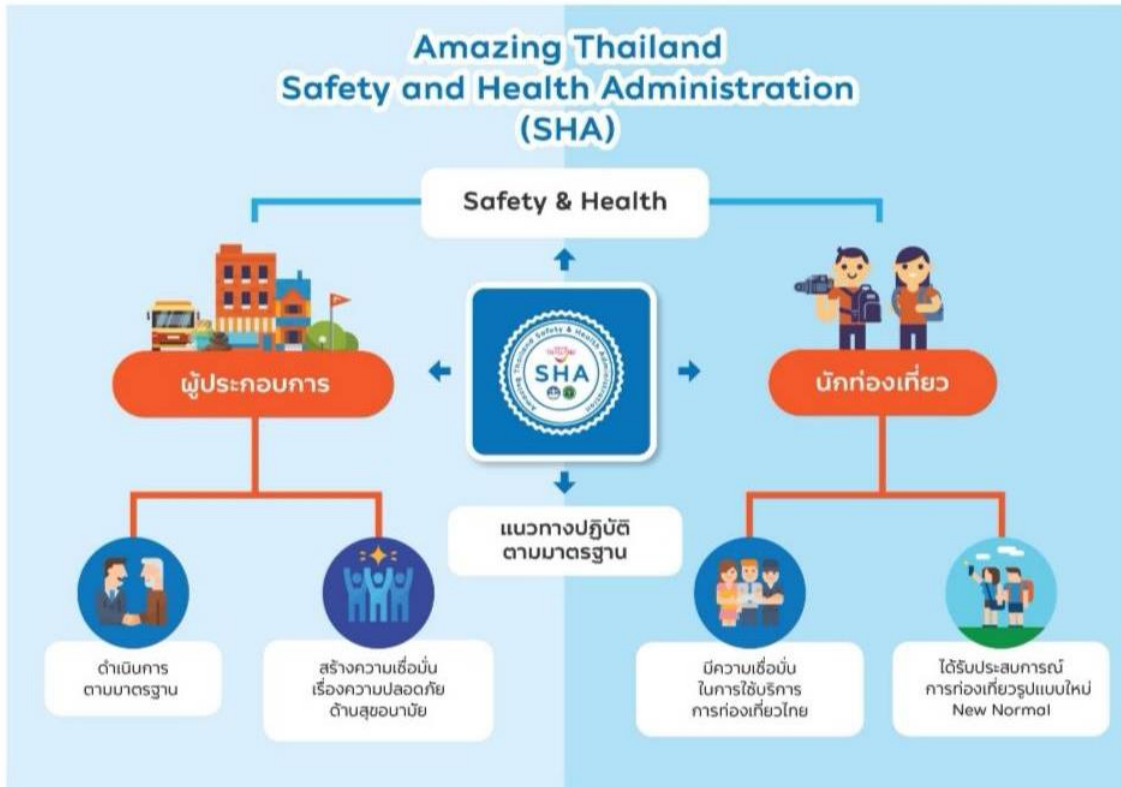 Amazing Thailand
Safety and Health Administration
(SHA)
Safety & Health
Amazing Thailand Safety & Health Administration
SHA
ผู้ประกอบการ
นักท่องเที่ยว
แนวทางปฏิบัติ
ตามมาตรฐาน
ดำเนินการ
ตามมาตรฐาน
สร้างความเชื่อมั่น
เรื่องความปลอดภัย
ด้านสุขอนามัย
มีความเชื่อมั่น
ในการใช้บริการ
การท่องเที่ยวไทย
ได้รับประสบการณ์
การท่องเที่ยวรูปแบบใหม่
New Normal